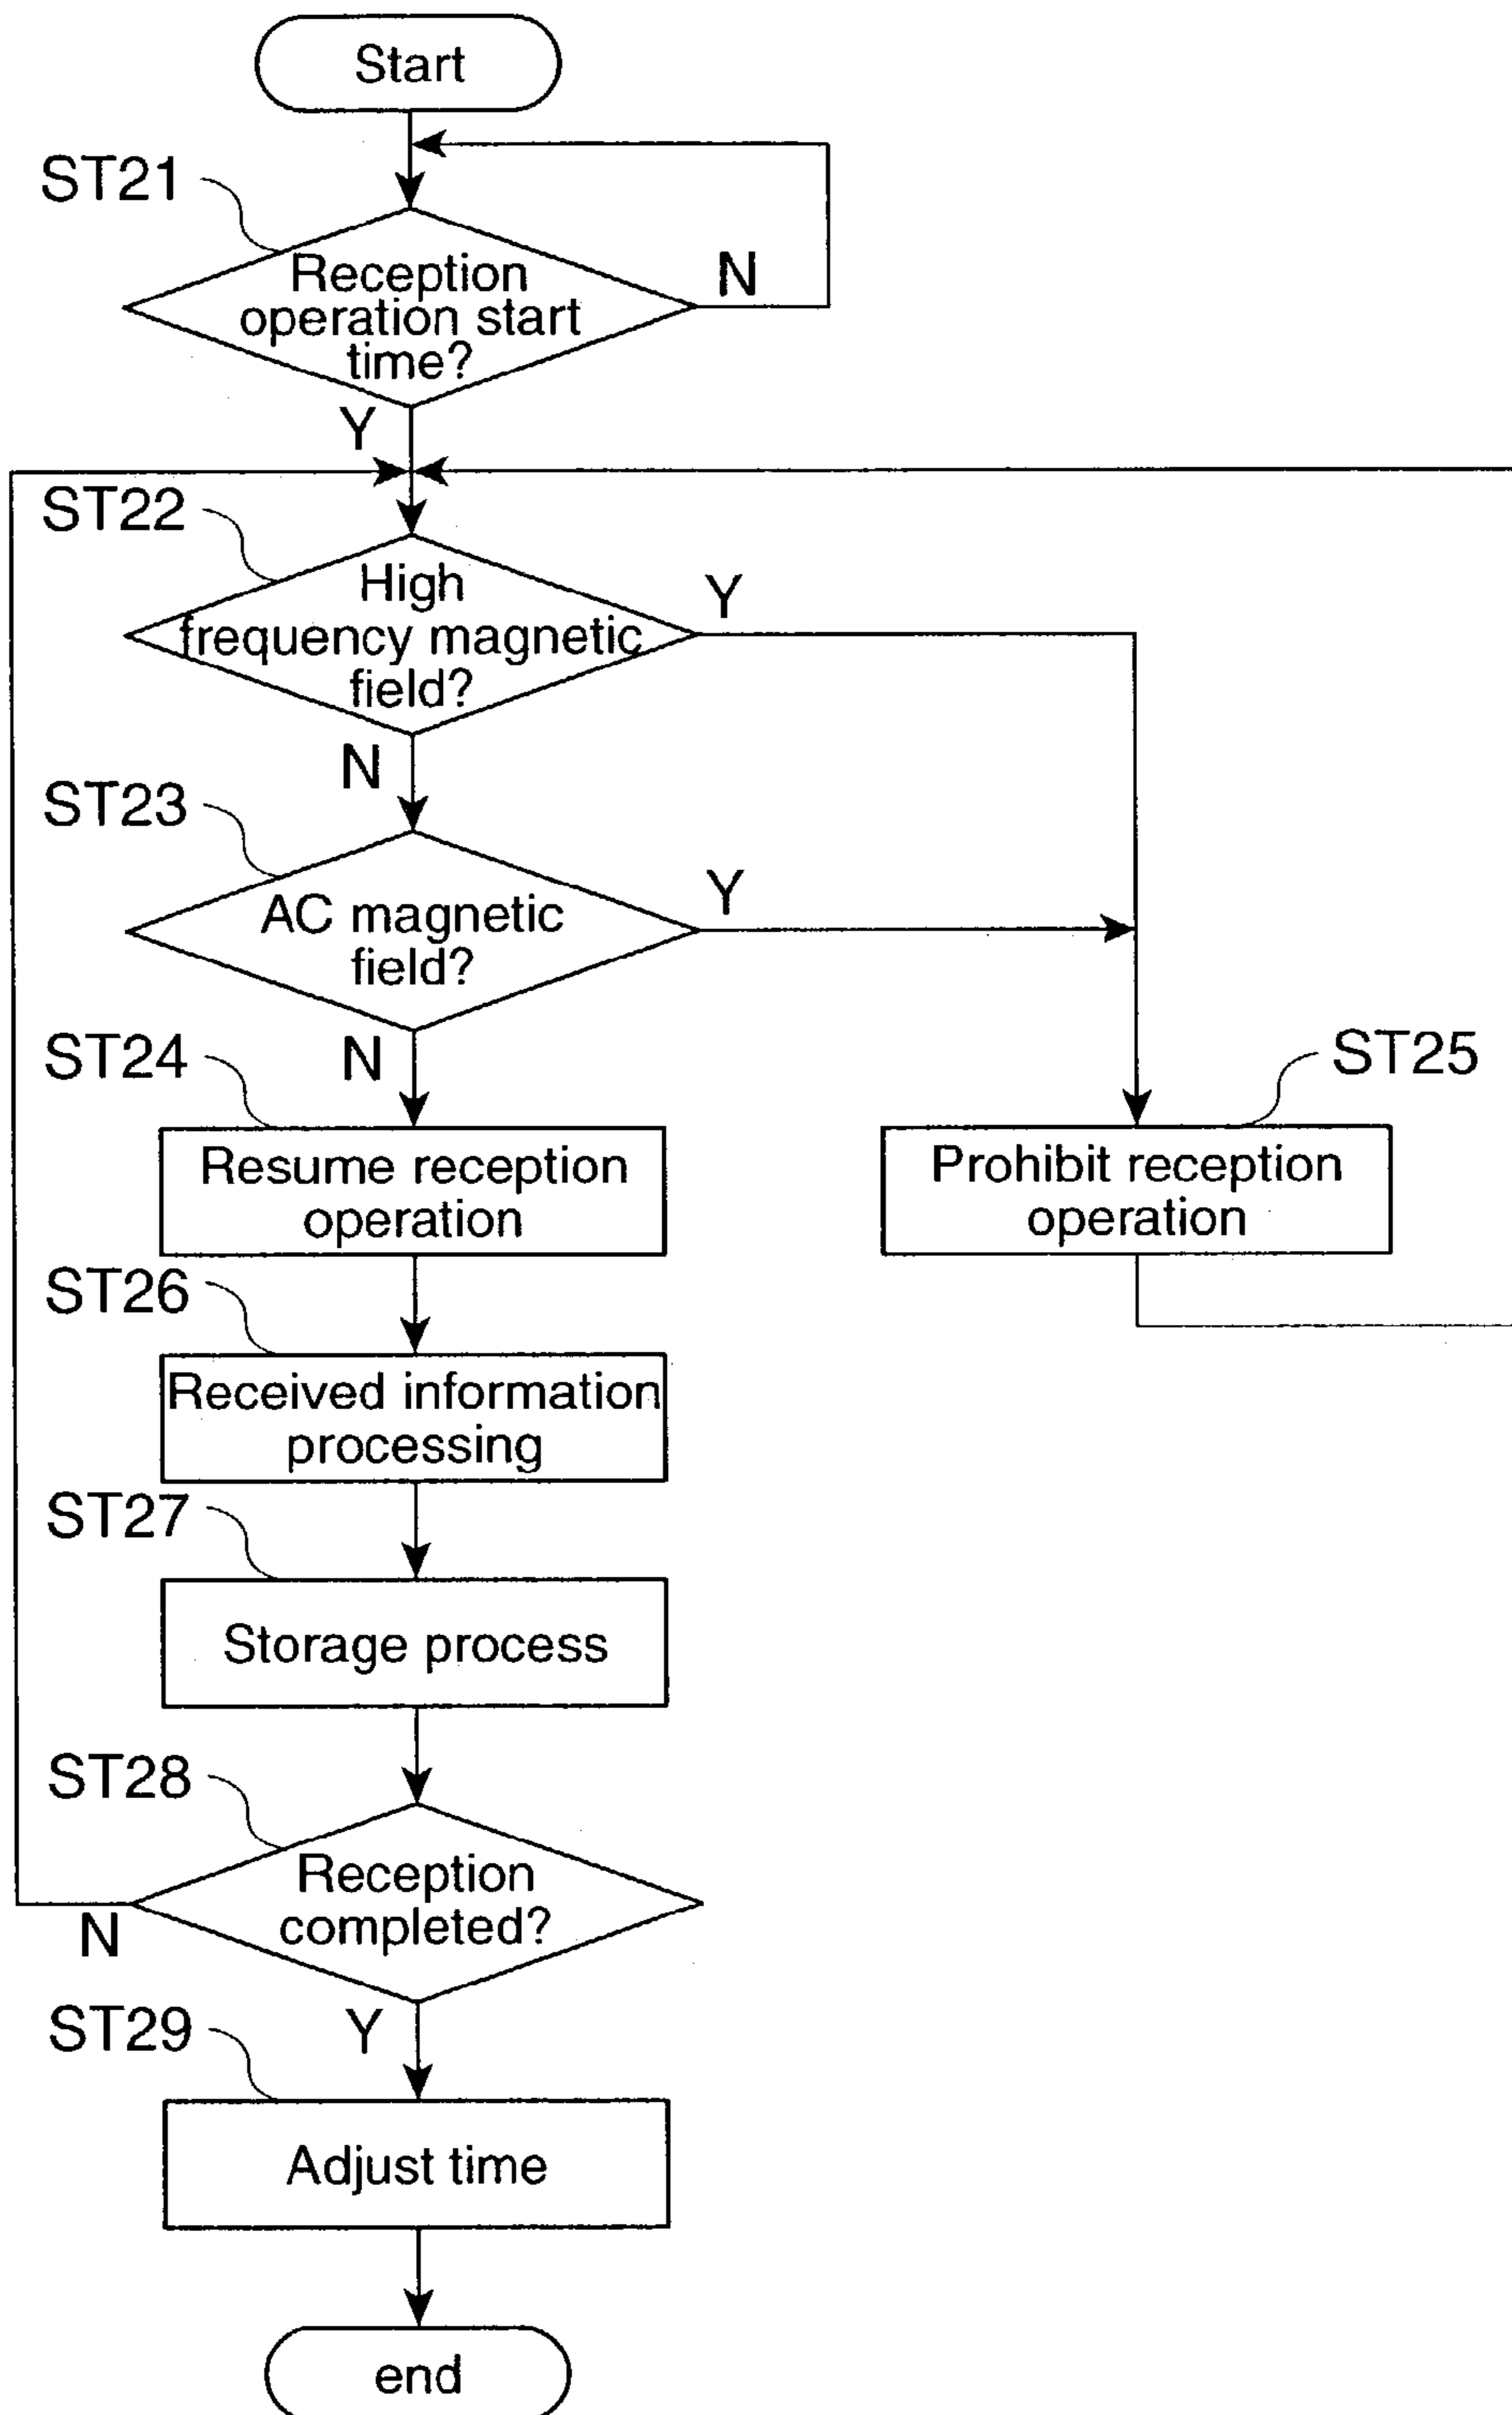 Start
ST21
Reception
operation start
time?
N
Y
ST22
High
frequency magnetic
field?
Y
N
ST23
AC magnetic
field?
Y
N
ST24
Resume reception
operation
ST25
Prohibit reception
operation
ST26
Received information
processing
ST27
Storage process
ST28
Reception
completed?
N
Y
ST29
Adjust time
end